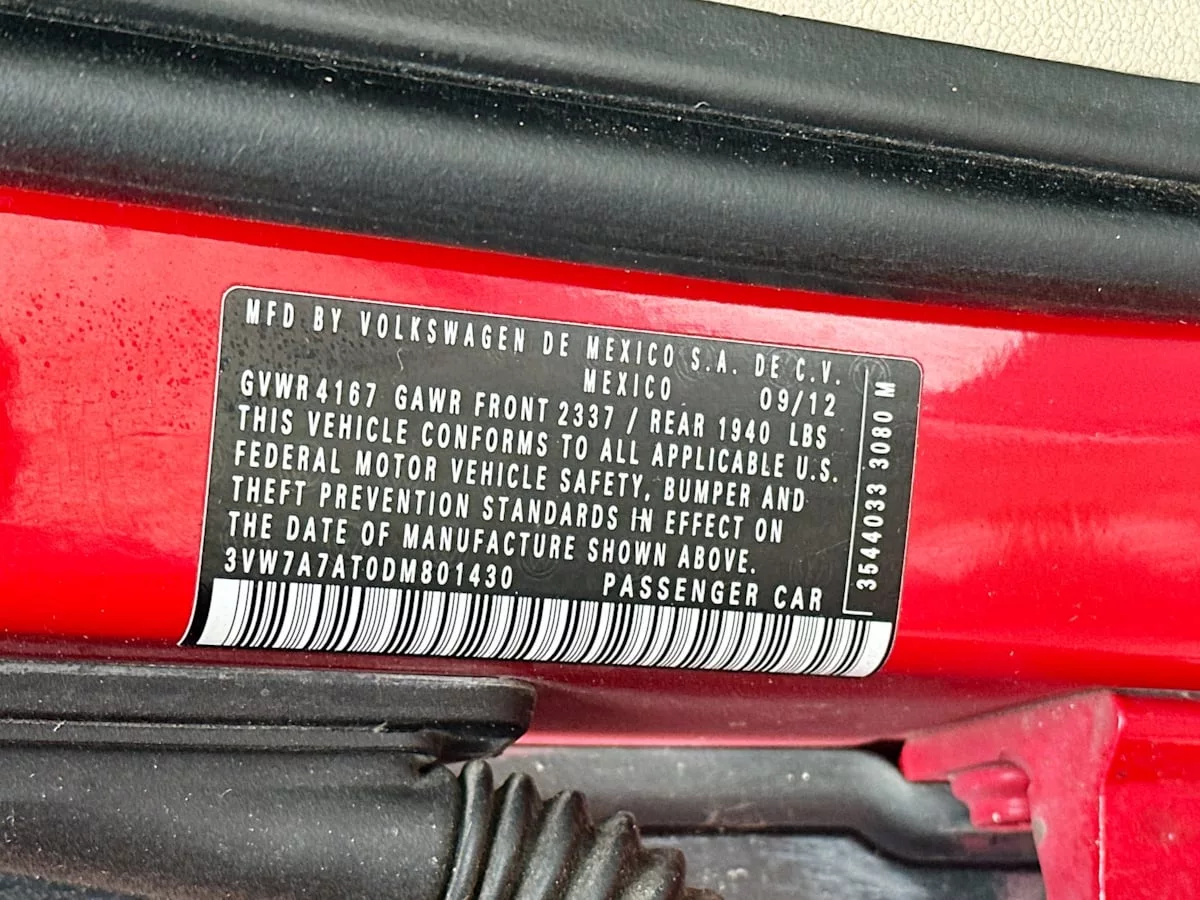 MFD BY VOLKSWAGEN DE MEXICO S.A. DE C.V.
MEXICO 09/12
GVWR 4167 GAWR FRONT 2337 / REAR 1940 LBS
THIS VEHICLE CONFORMS TO ALL APPLICABLE U.S.
FEDERAL MOTOR VEHICLE SAFETY, BUMPER AND
THEFT PREVENTION STANDARDS IN EFFECT ON
THE DATE OF MANUFACTURE SHOWN ABOVE.
3VW7A7AT0DM801430 PASSENGER CAR
3544033 3080 M